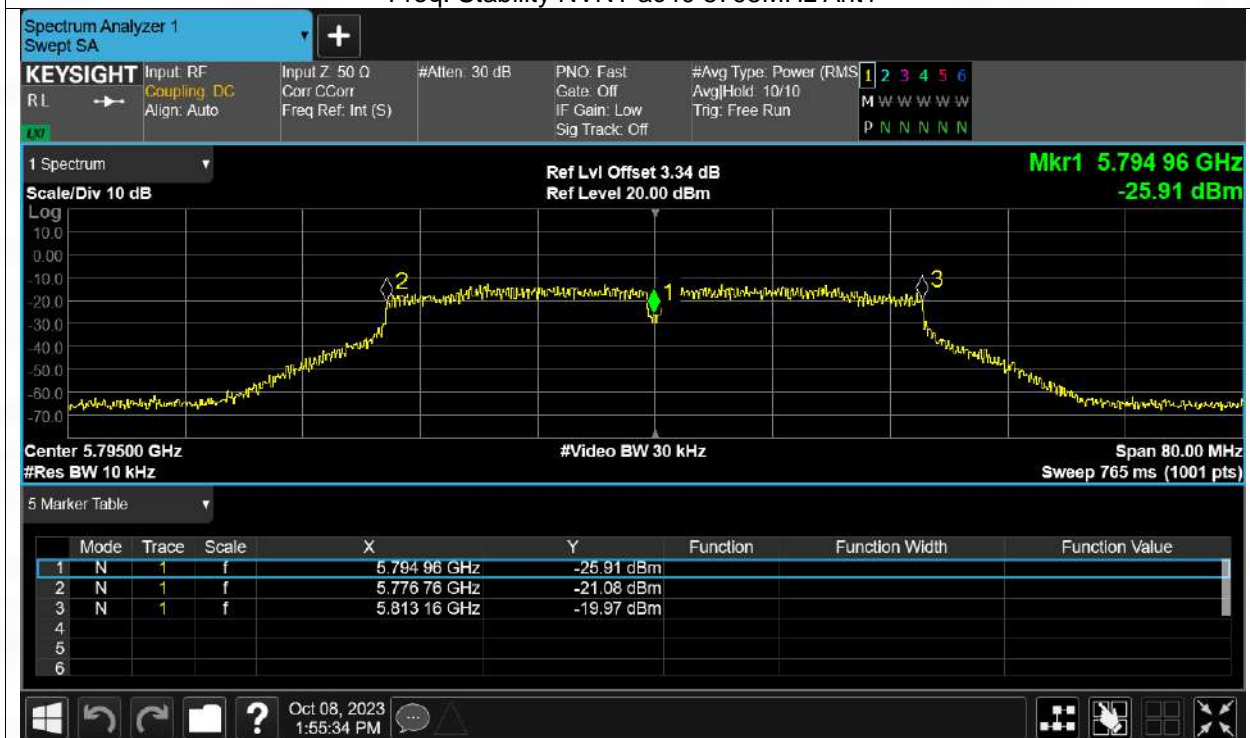 Spectrum Analyzer 1
Swept SA
+
KEYSIGHT
RL
LXI
Input: RF
Coupling: DC
Align: Auto
Input Z: 50 Ω
Corr CCorr
Freq Ref: Int (S)
#Atten: 30 dB
PNO: Fast
Gate: Off
IF Gain: Low
Sig Track: Off
#Avg Type: Power (RMS
Avg|Hold: 10/10
Trig: Free Run
1 2 3 4 5 6
M W W W W W
P N N N N N
1 Spectrum
Scale/Div 10 dB
Ref Lvl Offset 3.34 dB
Ref Level 20.00 dBm
Mkr1 5.794 96 GHz
-25.91 dBm
Log
10.0
0.00
-10.0
-20.0
-30.0
-40.0
-50.0
-60.0
-70.0
2
1
3
Center 5.79500 GHz
#Video BW 30 kHz
Span 80.00 MHz
#Res BW 10 kHz
Sweep 765 ms (1001 pts)
5 Marker Table
Mode Trace Scale X Y Function Function Width Function Value
1 N 1 f 5.794 96 GHz -25.91 dBm
2 N 1 f 5.776 76 GHz -21.08 dBm
3 N 1 f 5.813 16 GHz -19.97 dBm
4
5
6
?
Oct 08, 2023
1:55:34 PM